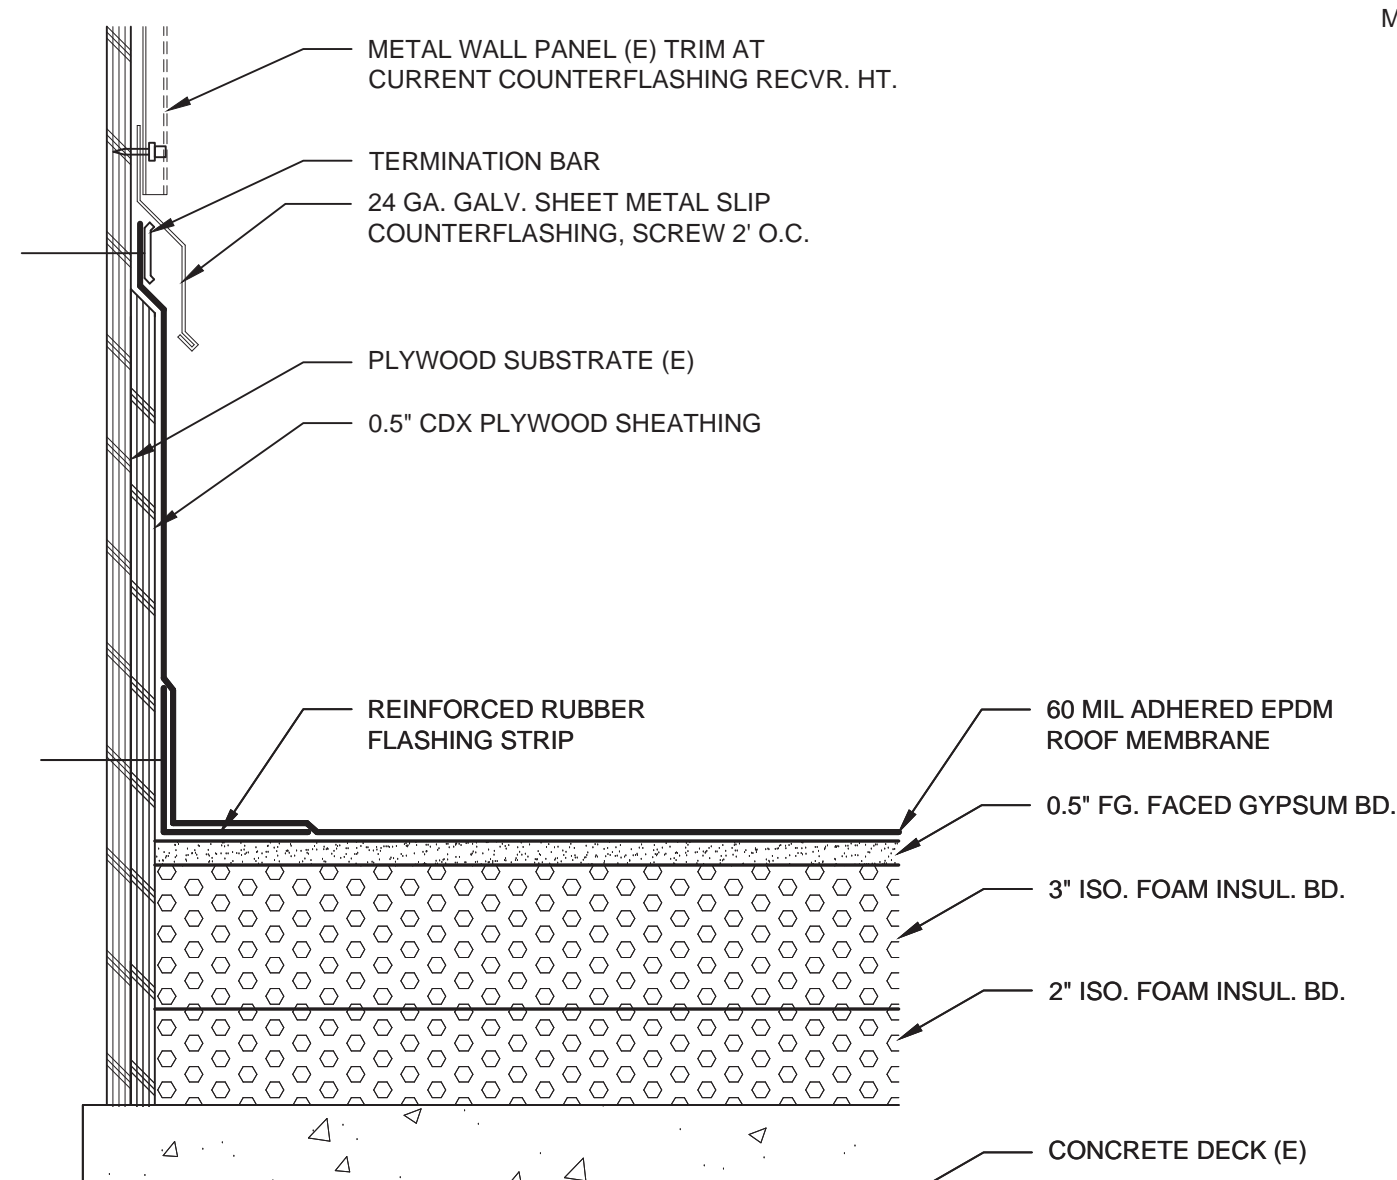 M
METAL WALL PANEL (E) TRIM AT
CURRENT COUNTERFLASHING RECVR. HT.
TERMINATION BAR
24 GA. GALV. SHEET METAL SLIP
COUNTERFLASHING, SCREW 2' O.C.
PLYWOOD SUBSTRATE (E)
0.5" CDX PLYWOOD SHEATHING
REINFORCED RUBBER
FLASHING STRIP
60 MIL ADHERED EPDM
ROOF MEMBRANE
0.5" FG. FACED GYPSUM BD.
3" ISO. FOAM INSUL. BD.
2" ISO. FOAM INSUL. BD.
CONCRETE DECK (E)